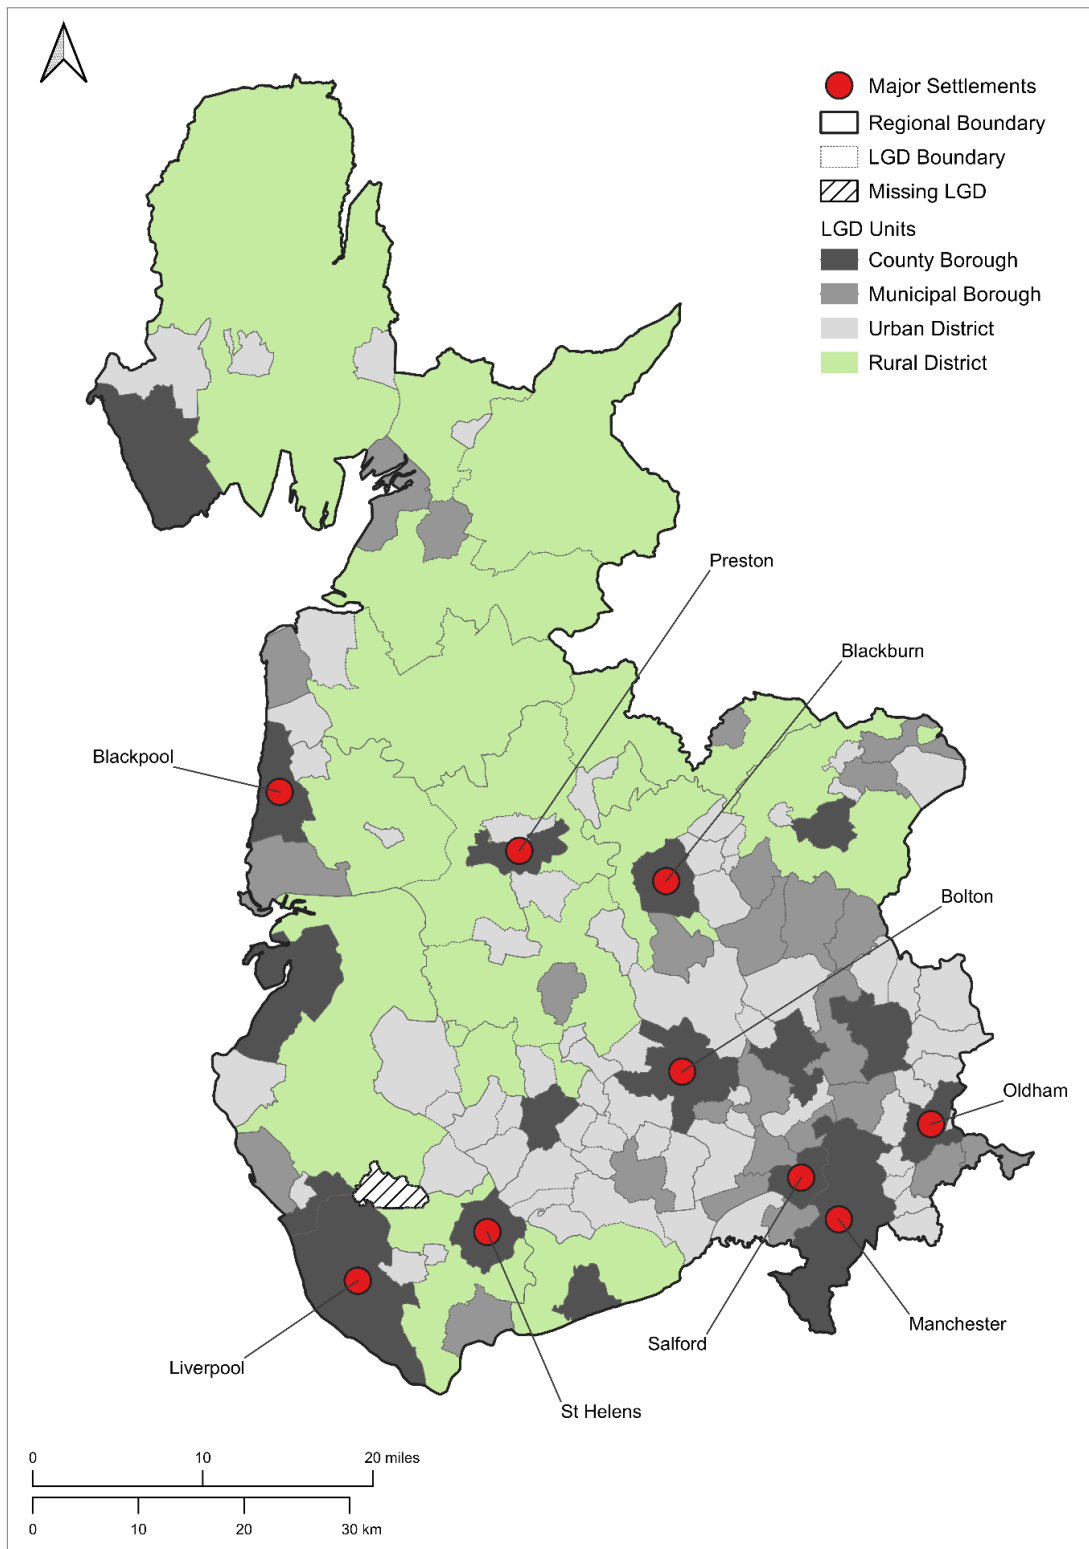 Major Settlements
Regional Boundary
LGD Boundary
Missing LGD
LGD Units
County Borough
Municipal Borough
Urban District
Rural District
Preston
Blackburn
Blackpool
Bolton
Oldham
Salford
Manchester
Liverpool
St Helens
0 10 20 miles
0 10 20 30 km